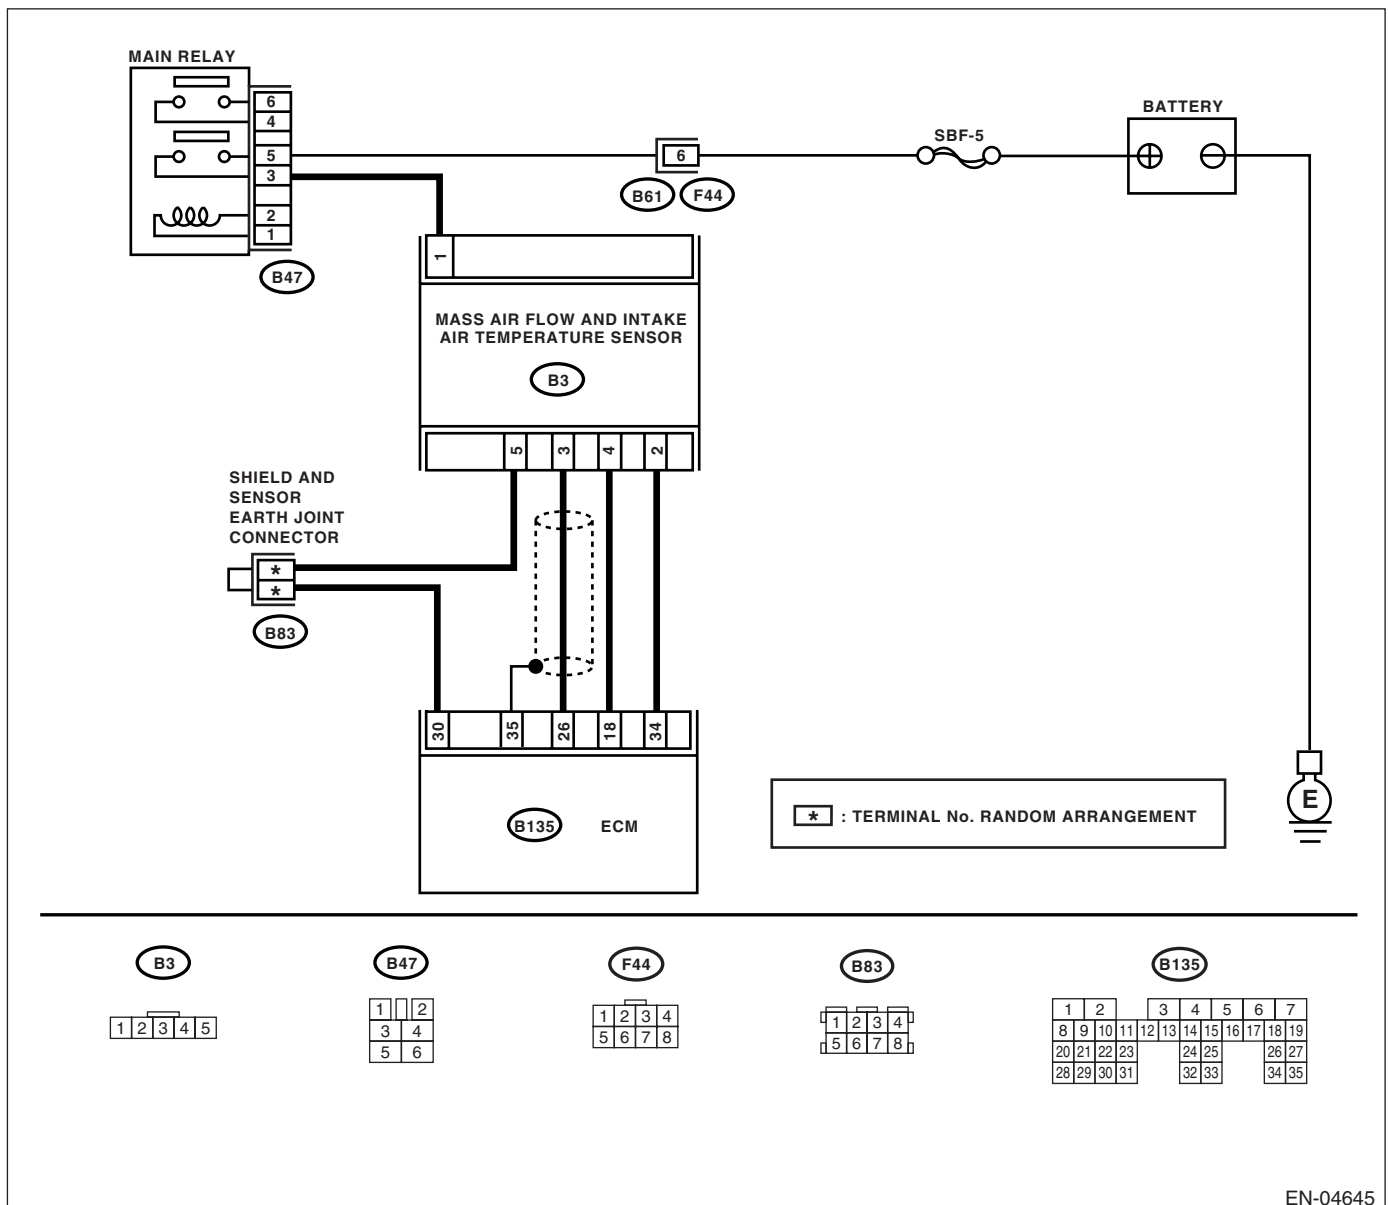 MAIN RELAY
6
4
5
3
2
1
B47
6
B61 F44
SBF-5
BATTERY
1
MASS AIR FLOW AND INTAKE
AIR TEMPERATURE SENSOR
B3
5 3 4 2
SHIELD AND
SENSOR
EARTH JOINT
CONNECTOR
*
*
B83
30 35 26 18 34
B135 ECM
* : TERMINAL No. RANDOM ARRANGEMENT
E
B3
1 2 3 4 5
B47
1 2
3 4
5 6
F44
1 2 3 4
5 6 7 8
B83
1 2 3 4
5 6 7 8
B135
1 2 3 4 5 6 7
8 9 10 11 12 13 14 15 16 17 18 19
20 21 22 23 24 25 26 27
28 29 30 31 32 33 34 35
EN-04645